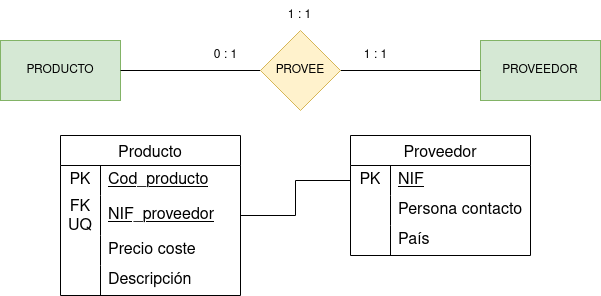 1 : 1
0 : 1
1 : 1
PRODUCTO
PROVEE
PROVEEDOR
Producto
PK Cod_producto
FK UQ NIF_proveedor
Precio coste
Descripción
Proveedor
PK NIF
Persona contacto
País